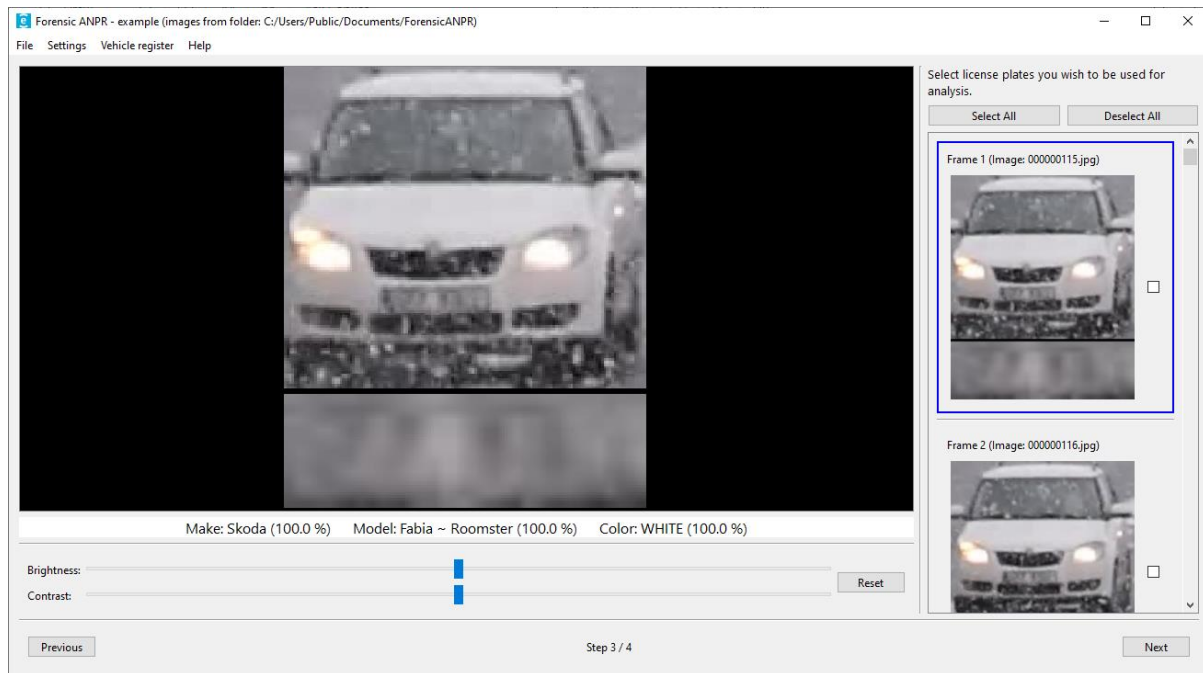 Forensic ANPR - example (images from folder: C:/Users/Public/Documents/ForensicANPR)
File Settings Vehicle register Help
Select license plates you wish to be used for
analysis.
Select All Deselect All
Frame 1 (Image: 000000115.jpg)
Frame 2 (Image: 000000116.jpg)
Make: Skoda (100.0 %) Model: Fabia ~ Roomster (100.0 %) Color: WHITE (100.0 %)
Brightness:
Contrast:
Reset
Previous
Step 3 / 4
Next